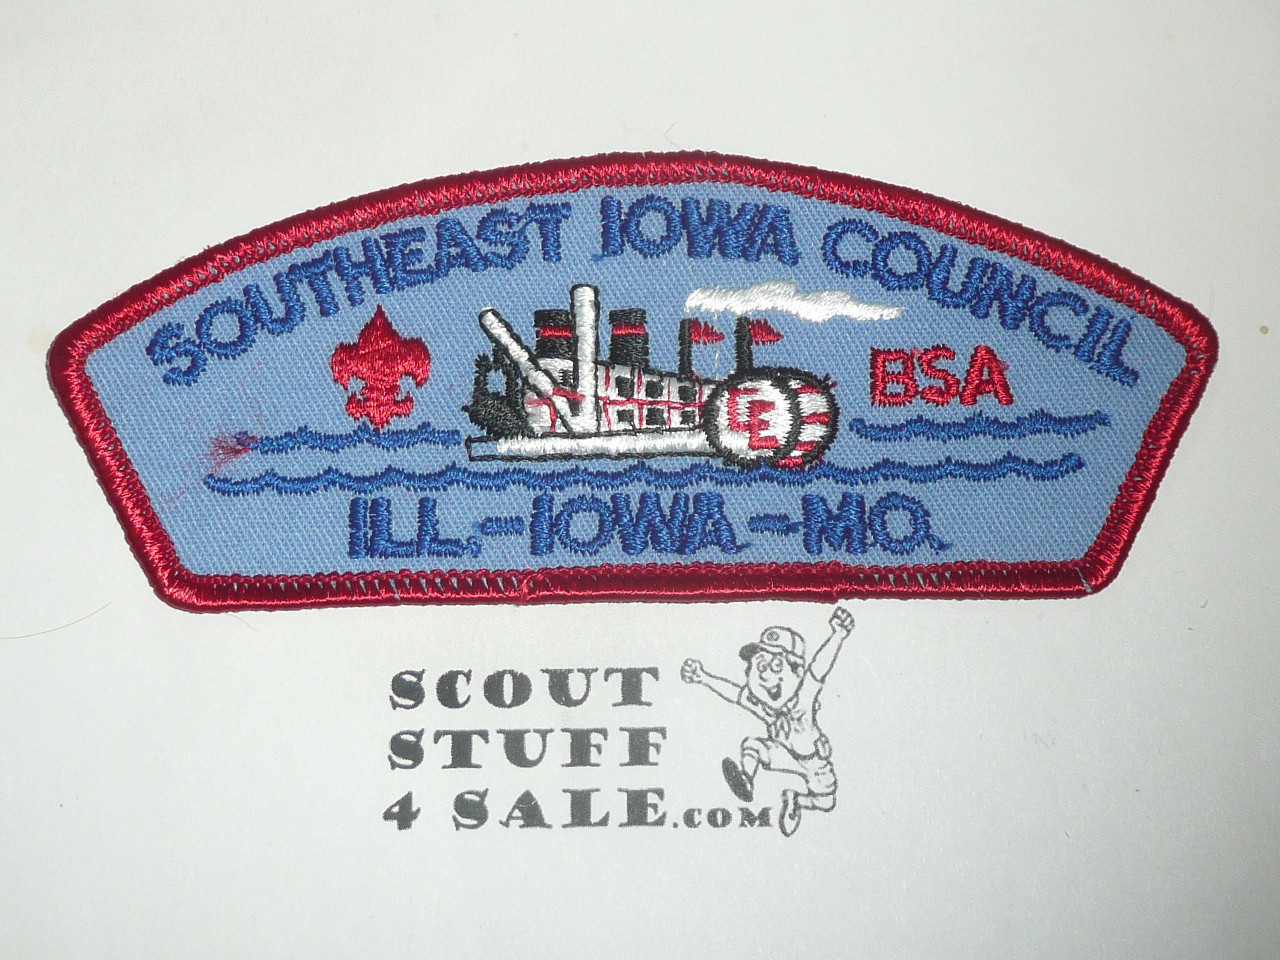 SOUTHEAST IOWA COUNCIL
BSA
ILL.-IOWA-MO.
SCOUT
STUFF
4 SALE.COM